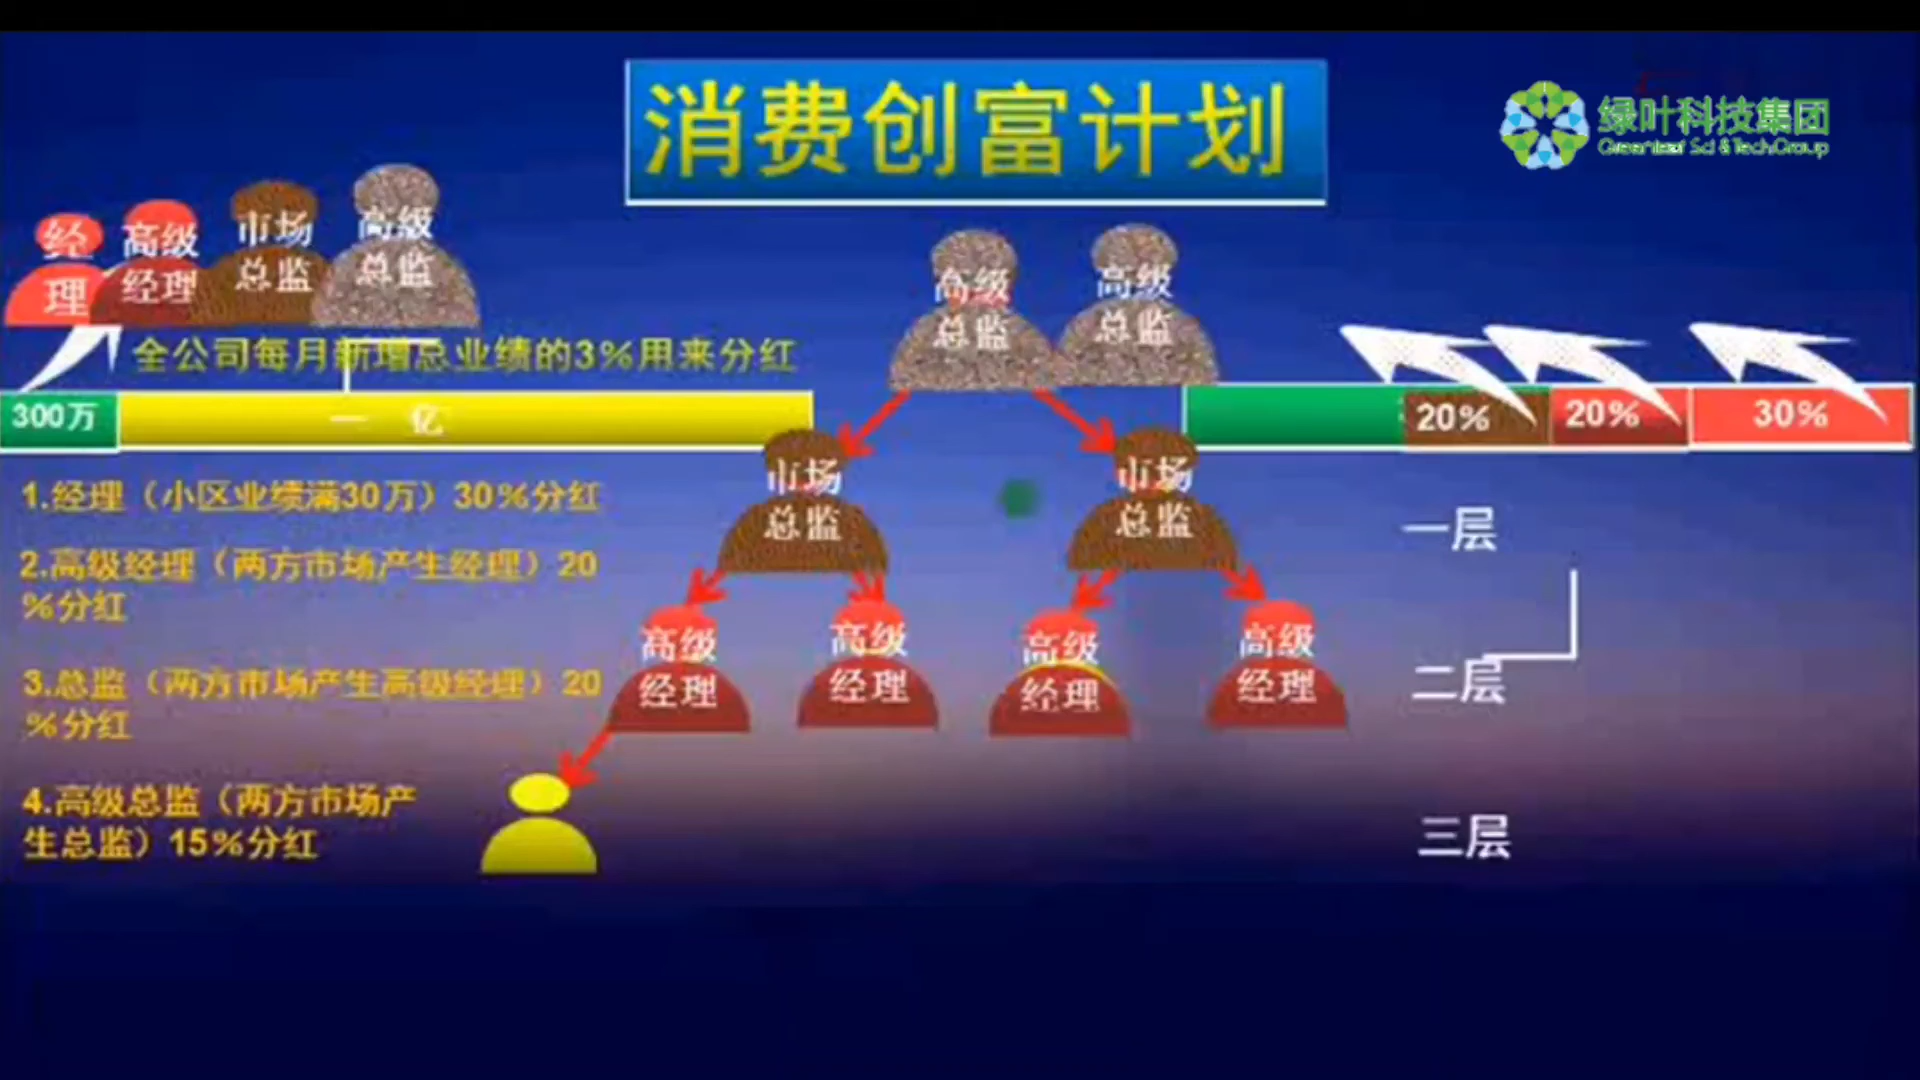 消费创富计划
绿叶科技集团
Greenleaf Sci & Tech Group
经理
高级经理
市场总监
高级总监
高级总监
高级总监
全公司每月新增总业绩的3%用来分红
300万
一 亿
20%
20%
30%
市场总监
市场总监
1.经理（小区业绩满30万）30%分红
一层
2.高级经理（两方市场产生经理）20
%分红
高级经理
高级经理
高级经理
高级经理
二层
3.总监（两方市场产生高级经理）20
%分红
4.高级总监（两方市场产
生总监）15%分红
三层